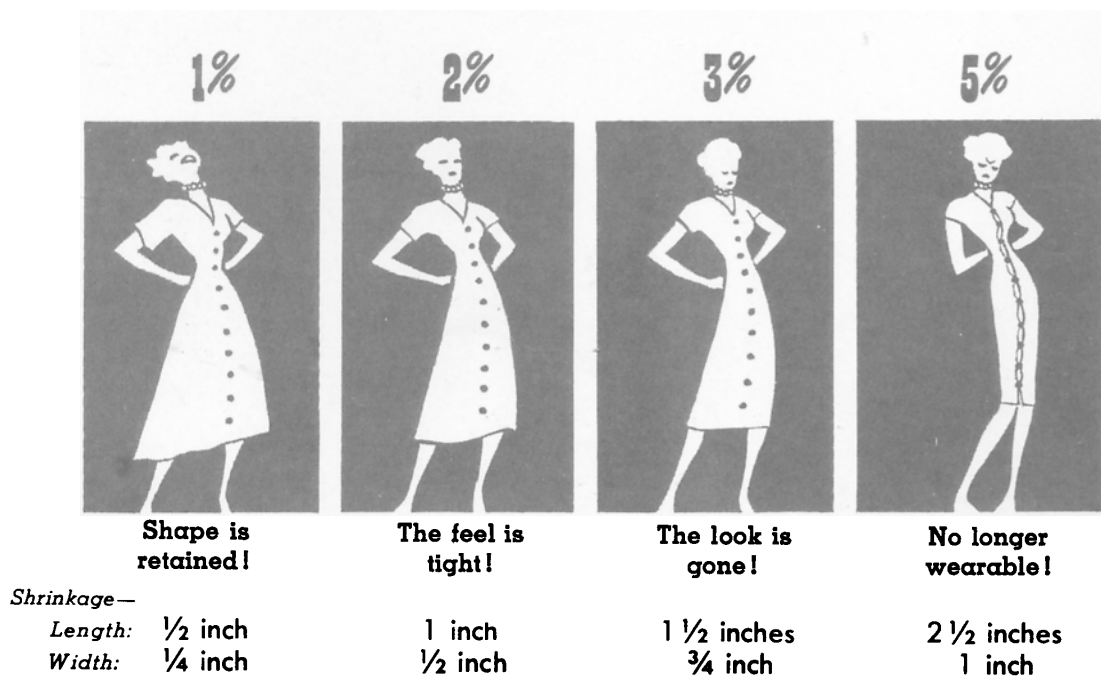 1% 2% 3% 5%
Shape is retained!
The feel is tight!
The look is gone!
No longer wearable!
Shrinkage—
Length: ½ inch 1 inch 1 ½ inches 2 ½ inches
Width: ¼ inch ½ inch ¾ inch 1 inch